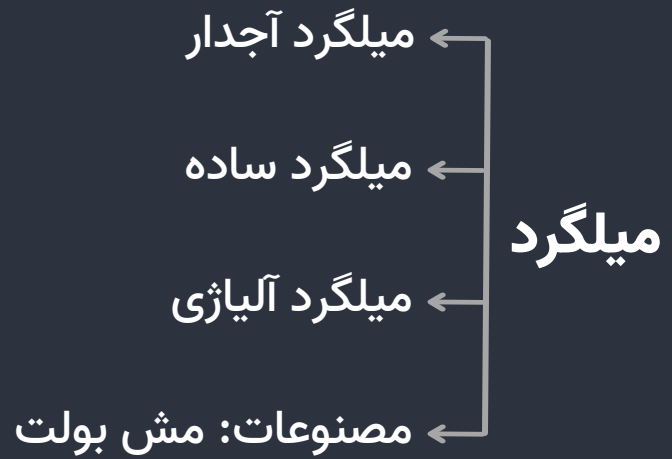 میلگرد
میلگرد آجدار
میلگرد ساده
میلگرد آلیاژی
مصنوعات: مش بولت